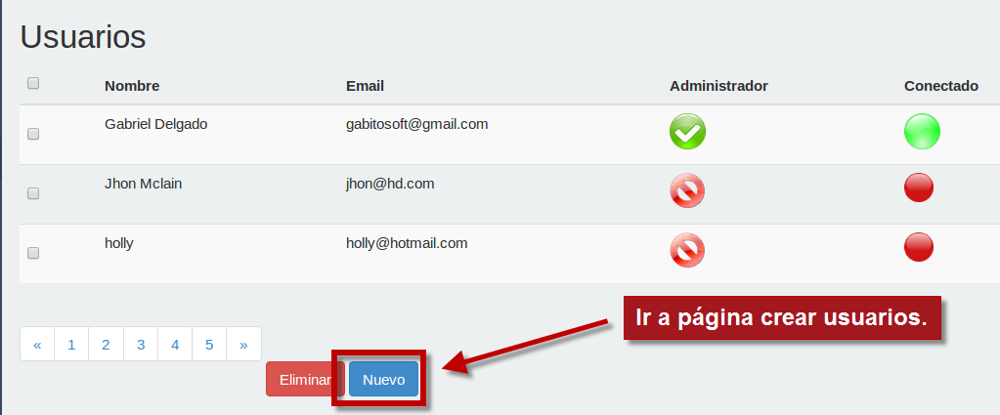 Usuarios
Nombre Email Administrador Conectado
Gabriel Delgado gabitosoft@gmail.com
Jhon Mclain jhon@hd.com
holly holly@hotmail.com
Ir a página crear usuarios.
« 1 2 3 4 5 »
Eliminar Nuevo